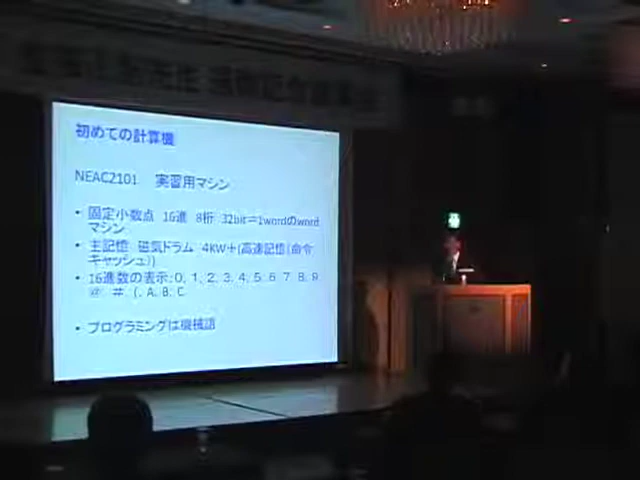 初めての計算機
NEAC2101 実習用マシン
• 固定小数点 16進 8桁 32bit=1wordのword
マシン
• 主記憶 磁気ドラム 4KW+(高速記憶(命令
キャッシュ))
• 16進数の表示:0, 1, 2, 3, 4, 5, 6, 7, 8, 9,
@, #, (, A, B, C
• プログラミングは機械語